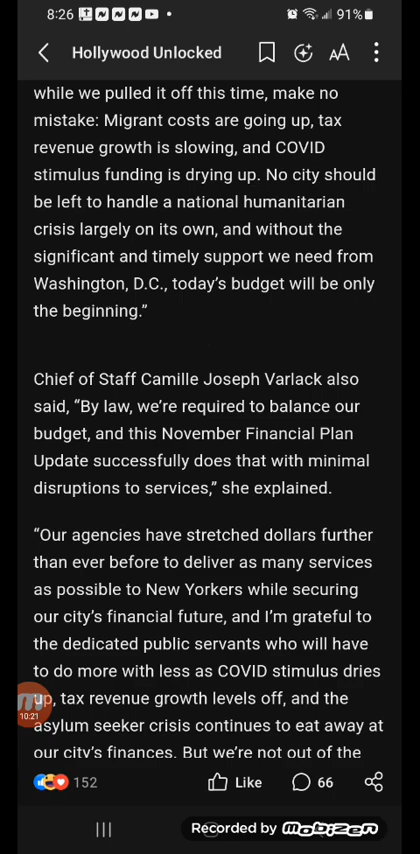 8:26
91%
Hollywood Unlocked
AA
while we pulled it off this time, make no
mistake: Migrant costs are going up, tax
revenue growth is slowing, and COVID
stimulus funding is drying up. No city should
be left to handle a national humanitarian
crisis largely on its own, and without the
significant and timely support we need from
Washington, D.C., today’s budget will be only
the beginning.”
Chief of Staff Camille Joseph Varlack also
said, “By law, we’re required to balance our
budget, and this November Financial Plan
Update successfully does that with minimal
disruptions to services,” she explained.
“Our agencies have stretched dollars further
than ever before to deliver as many services
as possible to New Yorkers while securing
our city’s financial future, and I’m grateful to
the dedicated public servants who will have
to do more with less as COVID stimulus dries
up, tax revenue growth levels off, and the
10:21
asylum seeker crisis continues to eat away at
our city’s finances. But we’re not out of the
152
Like
66
Recorded by mobizen